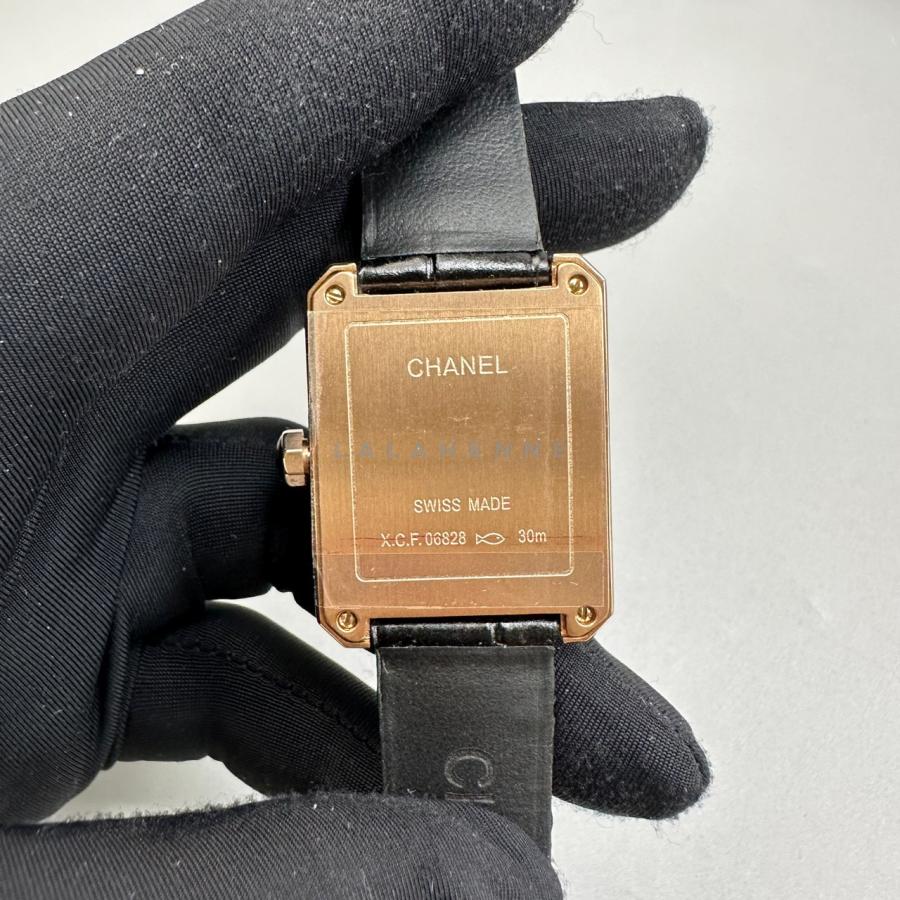 CHANEL
LALAHENNE
SWISS MADE
X.C.F. 06828 30m
C